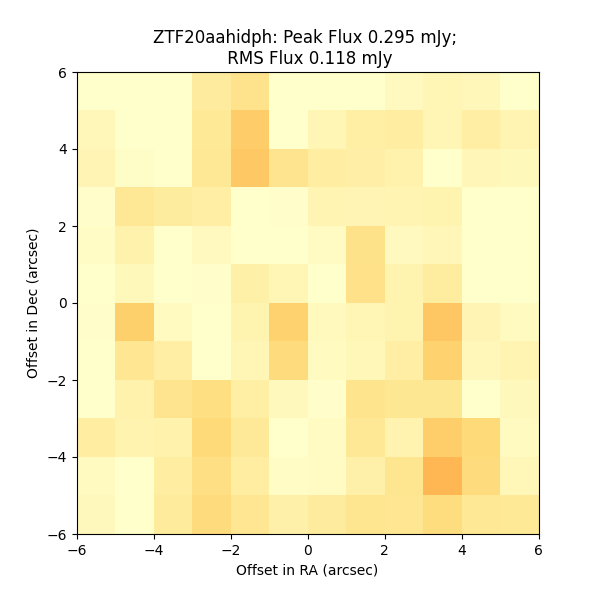 ZTF20aahidph: Peak Flux 0.295 mJy;
RMS Flux 0.118 mJy
6
4
2
0
−2
−4
−6
Offset in Dec (arcsec)
−6 −4 −2 0 2 4 6
Offset in RA (arcsec)